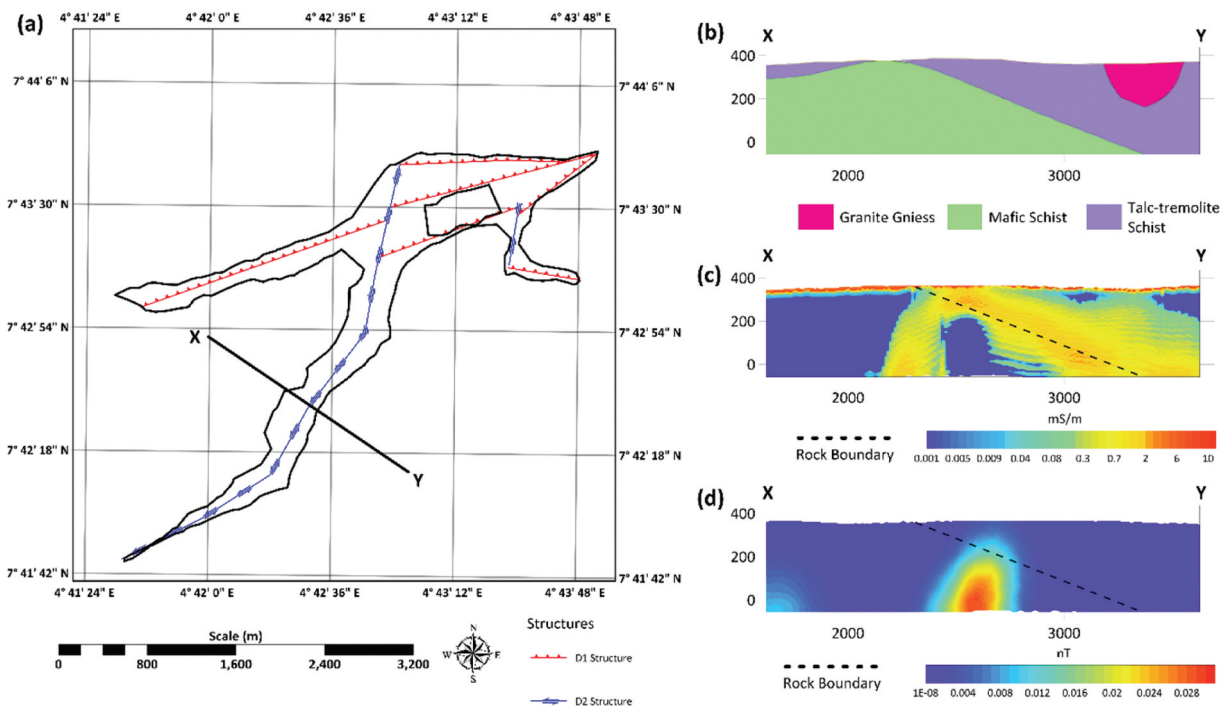 (a)
4° 41' 24" E 4° 42' 0" E 4° 42' 36" E 4° 43' 12" E 4° 43' 48" E
7° 44' 6" N 7° 44' 6" N
7° 43' 30" N 7° 43' 30" N
7° 42' 54" N 7° 42' 54" N
X
7° 42' 18" N 7° 42' 18" N
Y
7° 41' 42" N 7° 41' 42" N
4° 41' 24" E 4° 42' 0" E 4° 42' 36" E 4° 43' 12" E 4° 43' 48" E
Scale (m)
0 800 1,600 2,400 3,200
N
W E
S
Structures
D1 Structure
D2 Structure
(b)
X Y
400
200
0
2000 3000
Granite Gniess Mafic Schist Talc-tremolite
Schist
(c)
X Y
400
200
0
2000 3000
mS/m
Rock Boundary
0.001 0.005 0.009 0.04 0.08 0.3 0.7 2 6 10
(d)
X Y
400
200
0
2000 3000
nT
Rock Boundary
1E-08 0.004 0.008 0.012 0.016 0.02 0.024 0.028